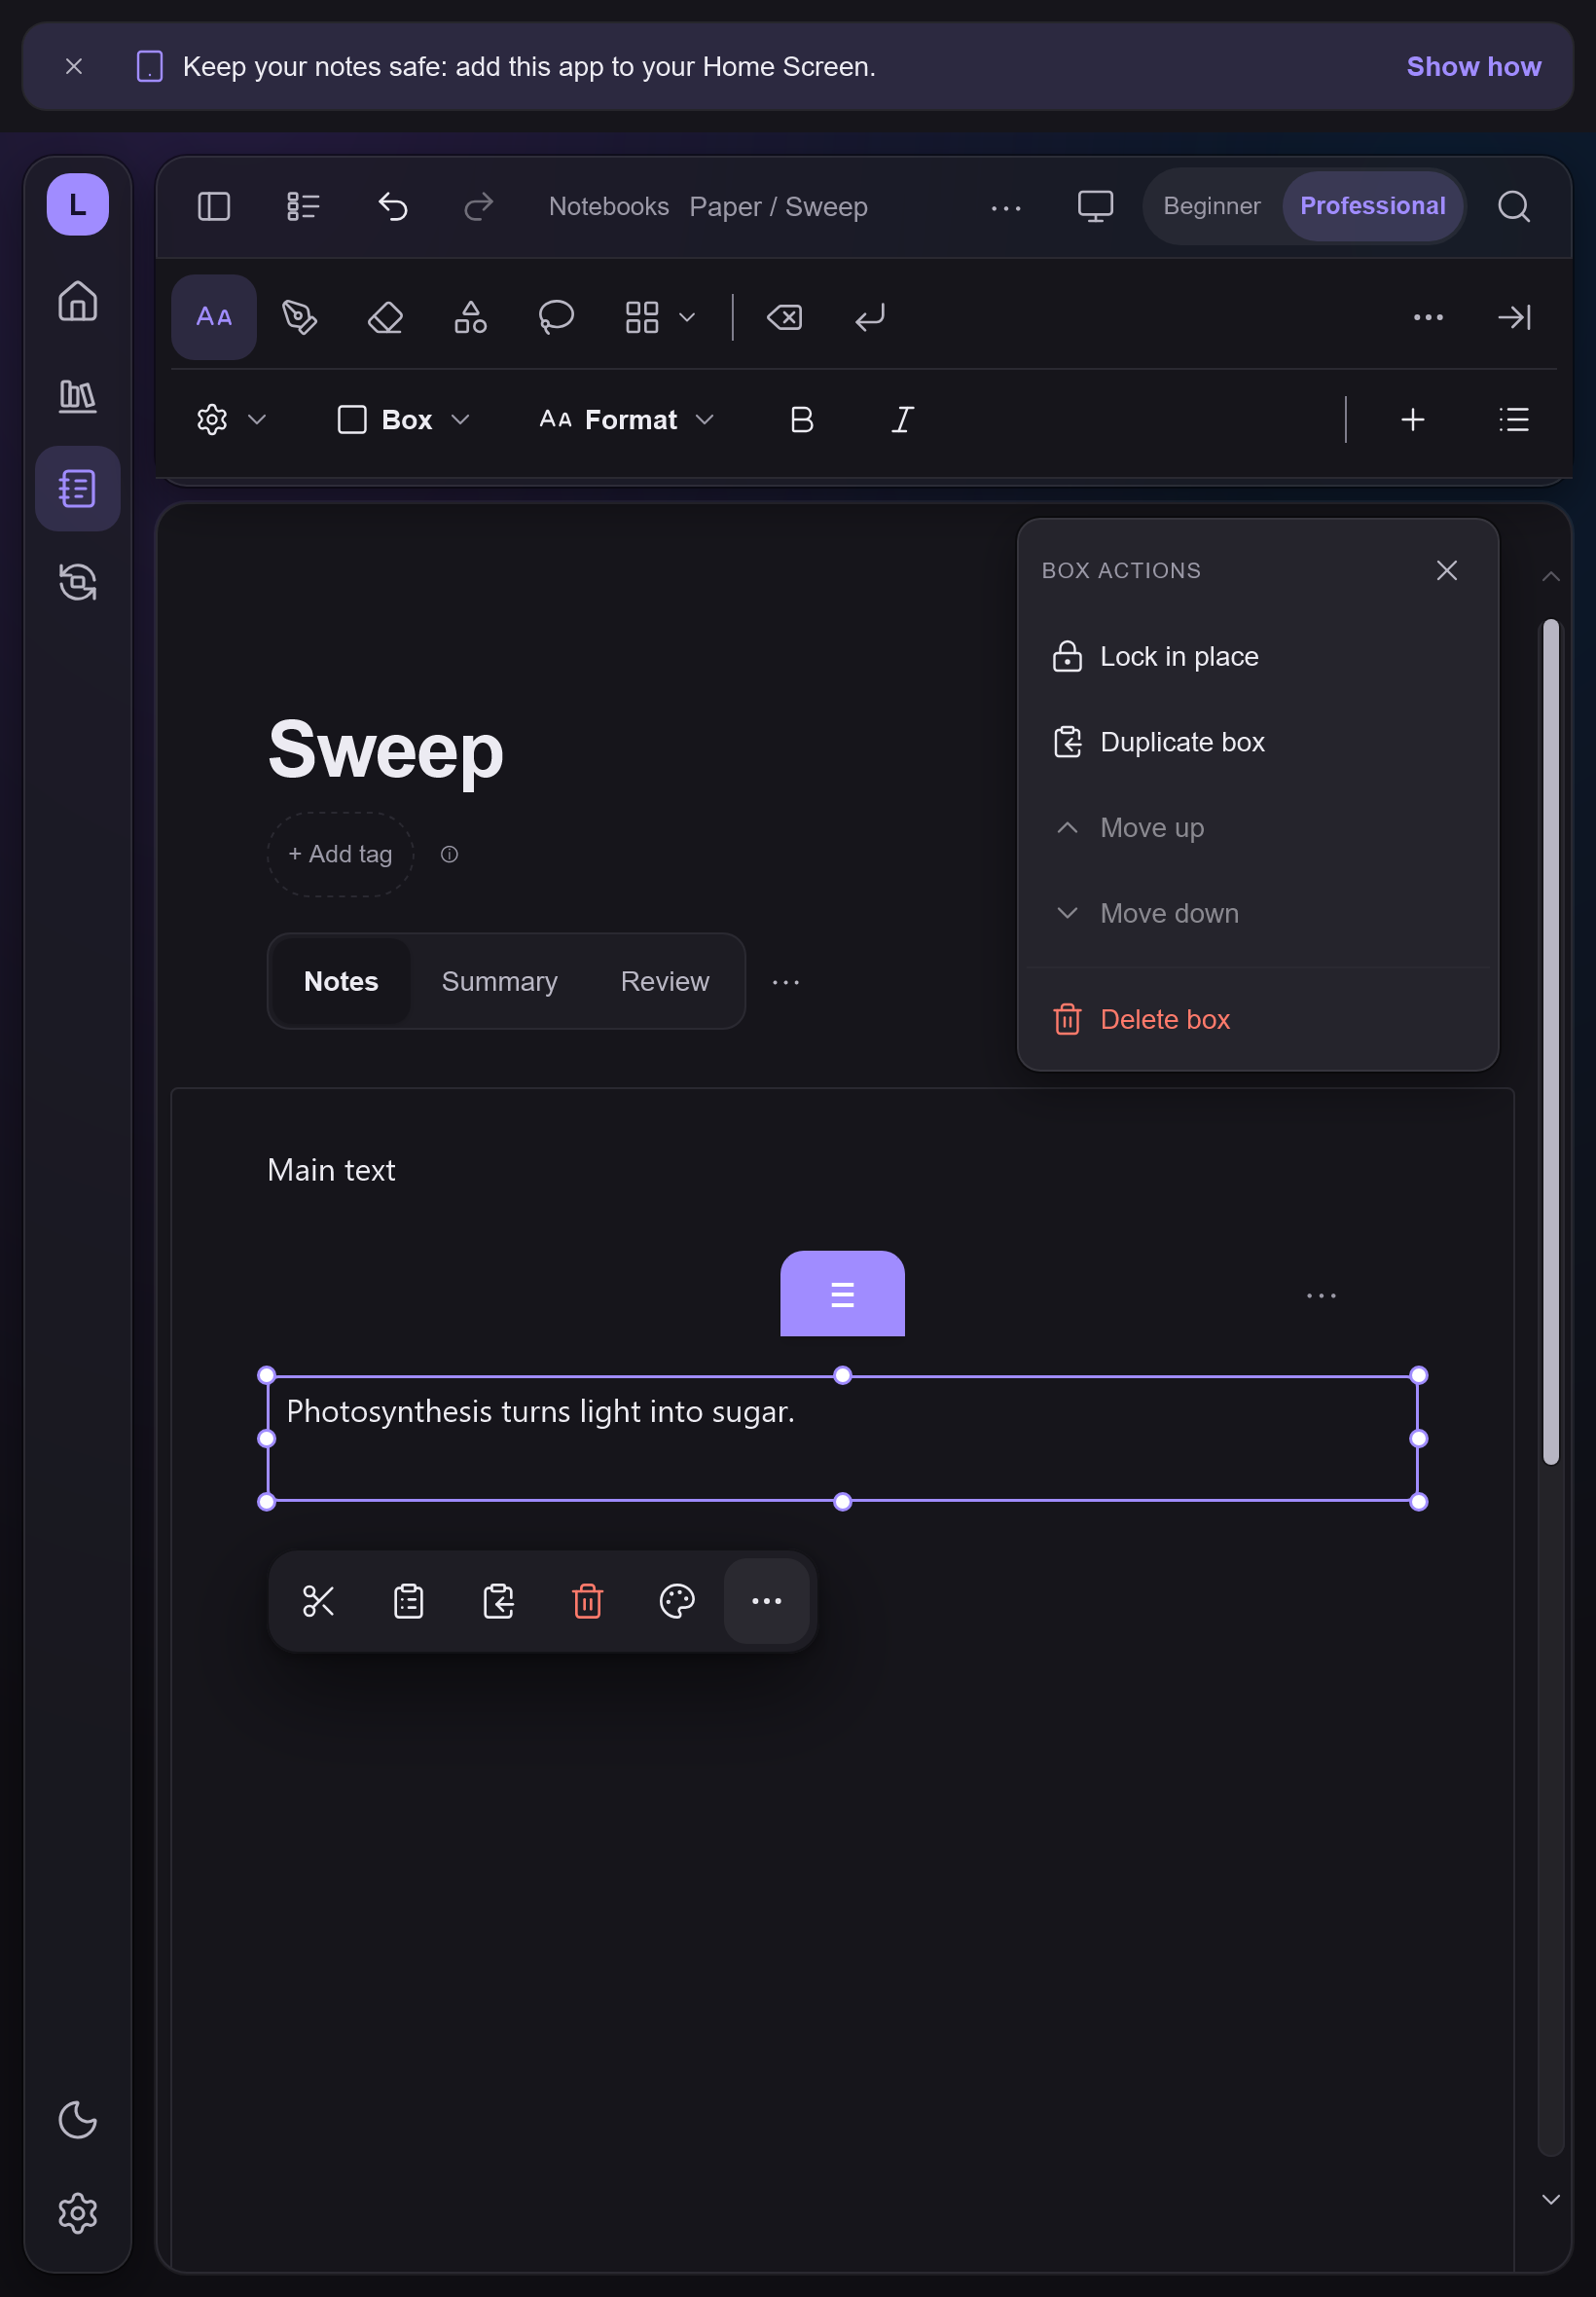 Keep your notes safe: add this app to your Home Screen.
Show how
L
Notebooks Paper / Sweep
Beginner
Professional
AA
Box
AA Format
B
I
BOX ACTIONS
Lock in place
Duplicate box
Move up
Move down
Delete box
Sweep
+ Add tag
Notes
Summary
Review
Main text
Photosynthesis turns light into sugar.